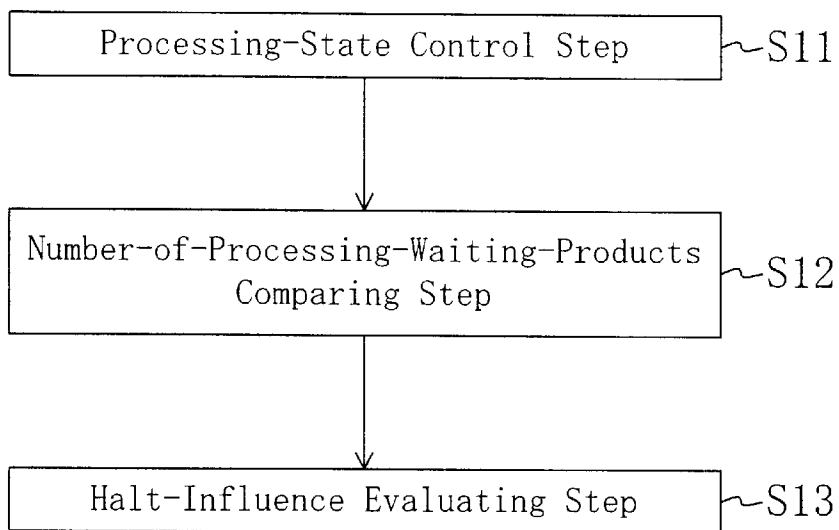 Processing-State Control Step
S11
Number-of-Processing-Waiting-Products
Comparing Step
S12
Halt-Influence Evaluating Step
S13